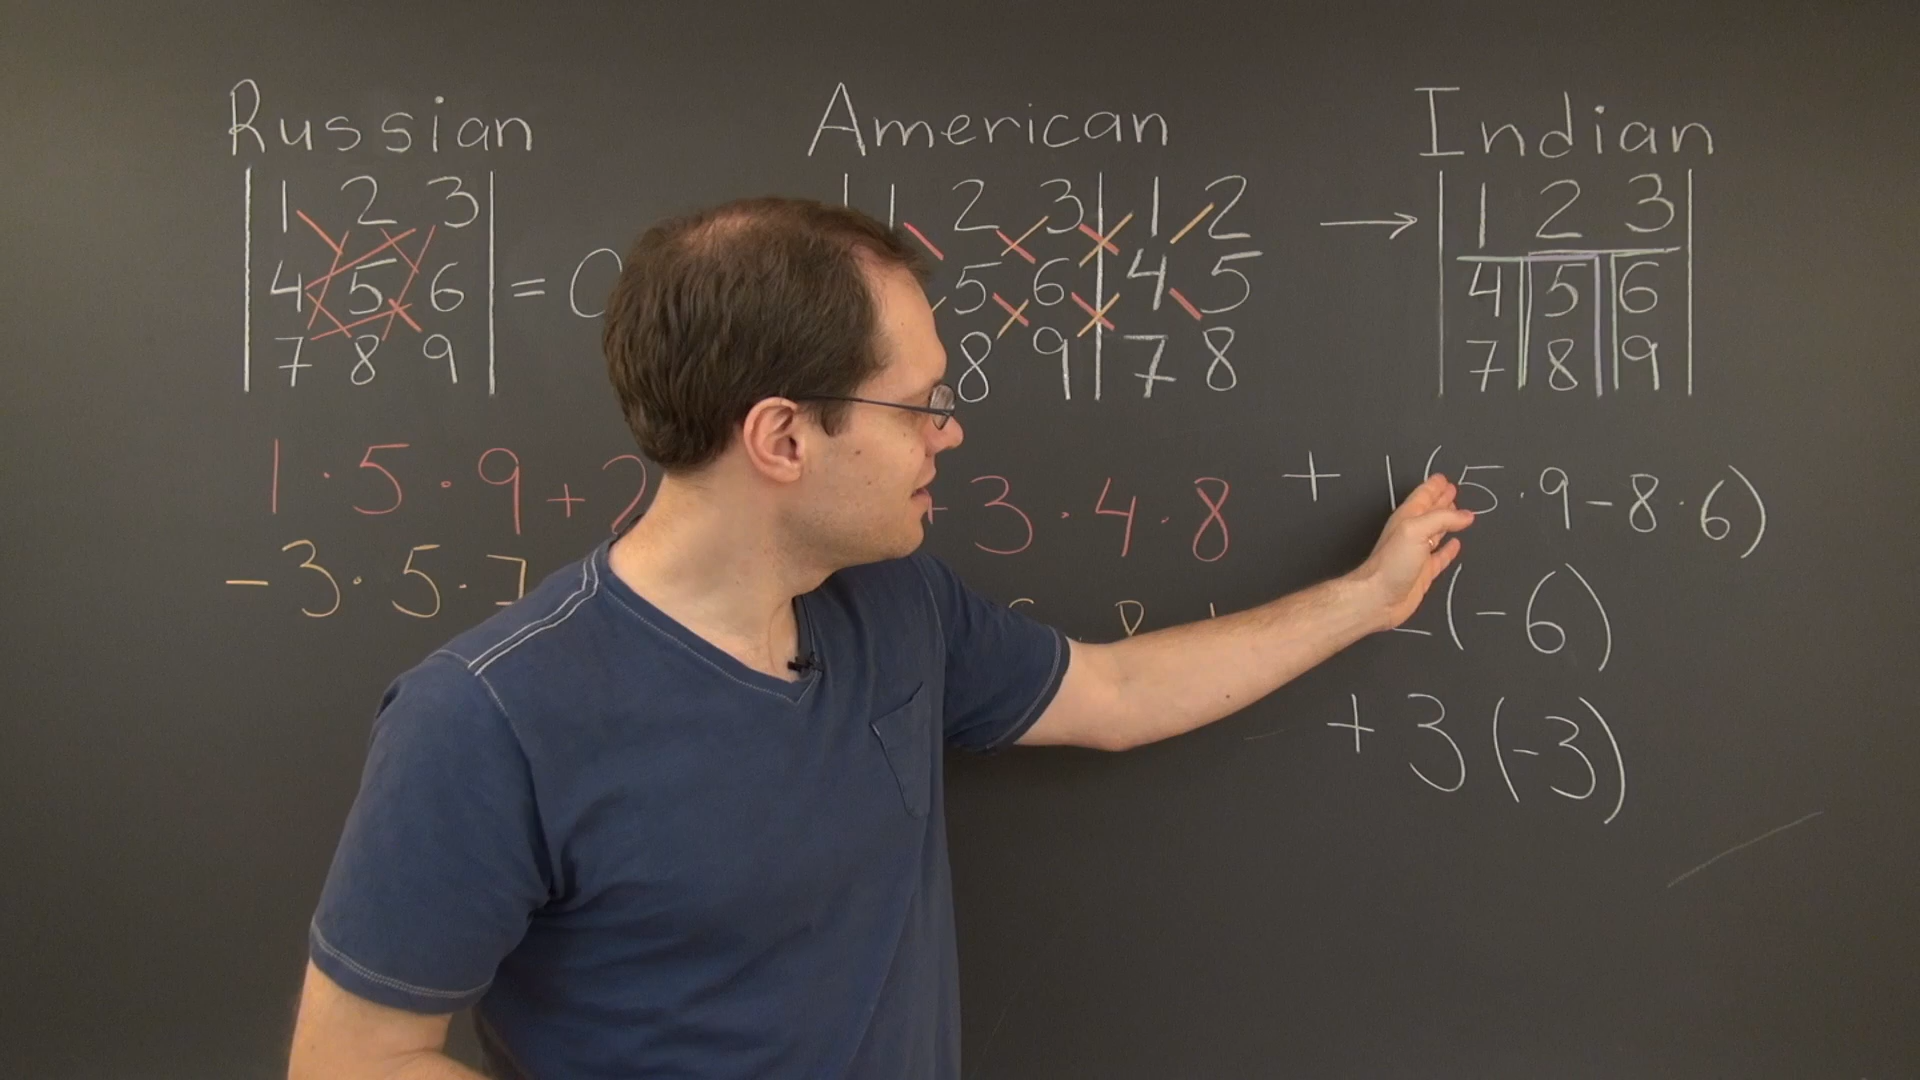 Russian
1 2 3
4 5 6 = 0
7 8 9
1 · 5 · 9 + 2
- 3 · 5 · 7
American
1 2 3 1 2
5 6 4 5
8 9 7 8
+ 3 · 4 · 8
→ Indian
1 2 3
4 5 6
7 8 9
+ 1(5 · 9 - 8 · 6)
(-6)
+ 3 (-3)